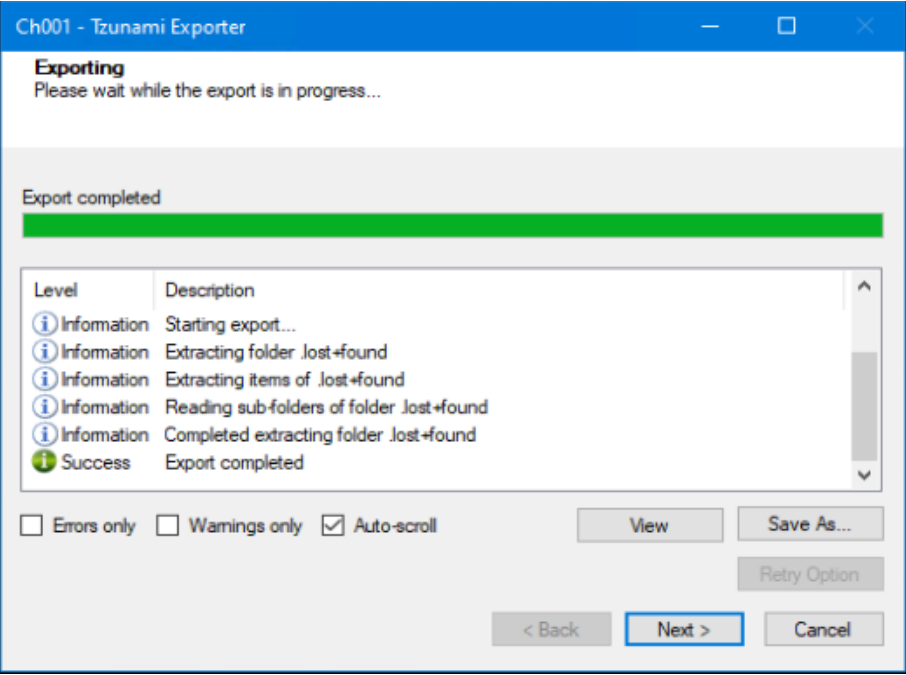 Ch001 - Tzunami Exporter
Exporting
Please wait while the export is in progress...
Export completed
Level Description
Information Starting export...
Information Extracting folder .lost+found
Information Extracting items of .lost+found
Information Reading sub-folders of folder .lost+found
Information Completed extracting folder .lost+found
Success Export completed
Errors only Warnings only Auto-scroll View Save As...
Retry Option
< Back Next > Cancel